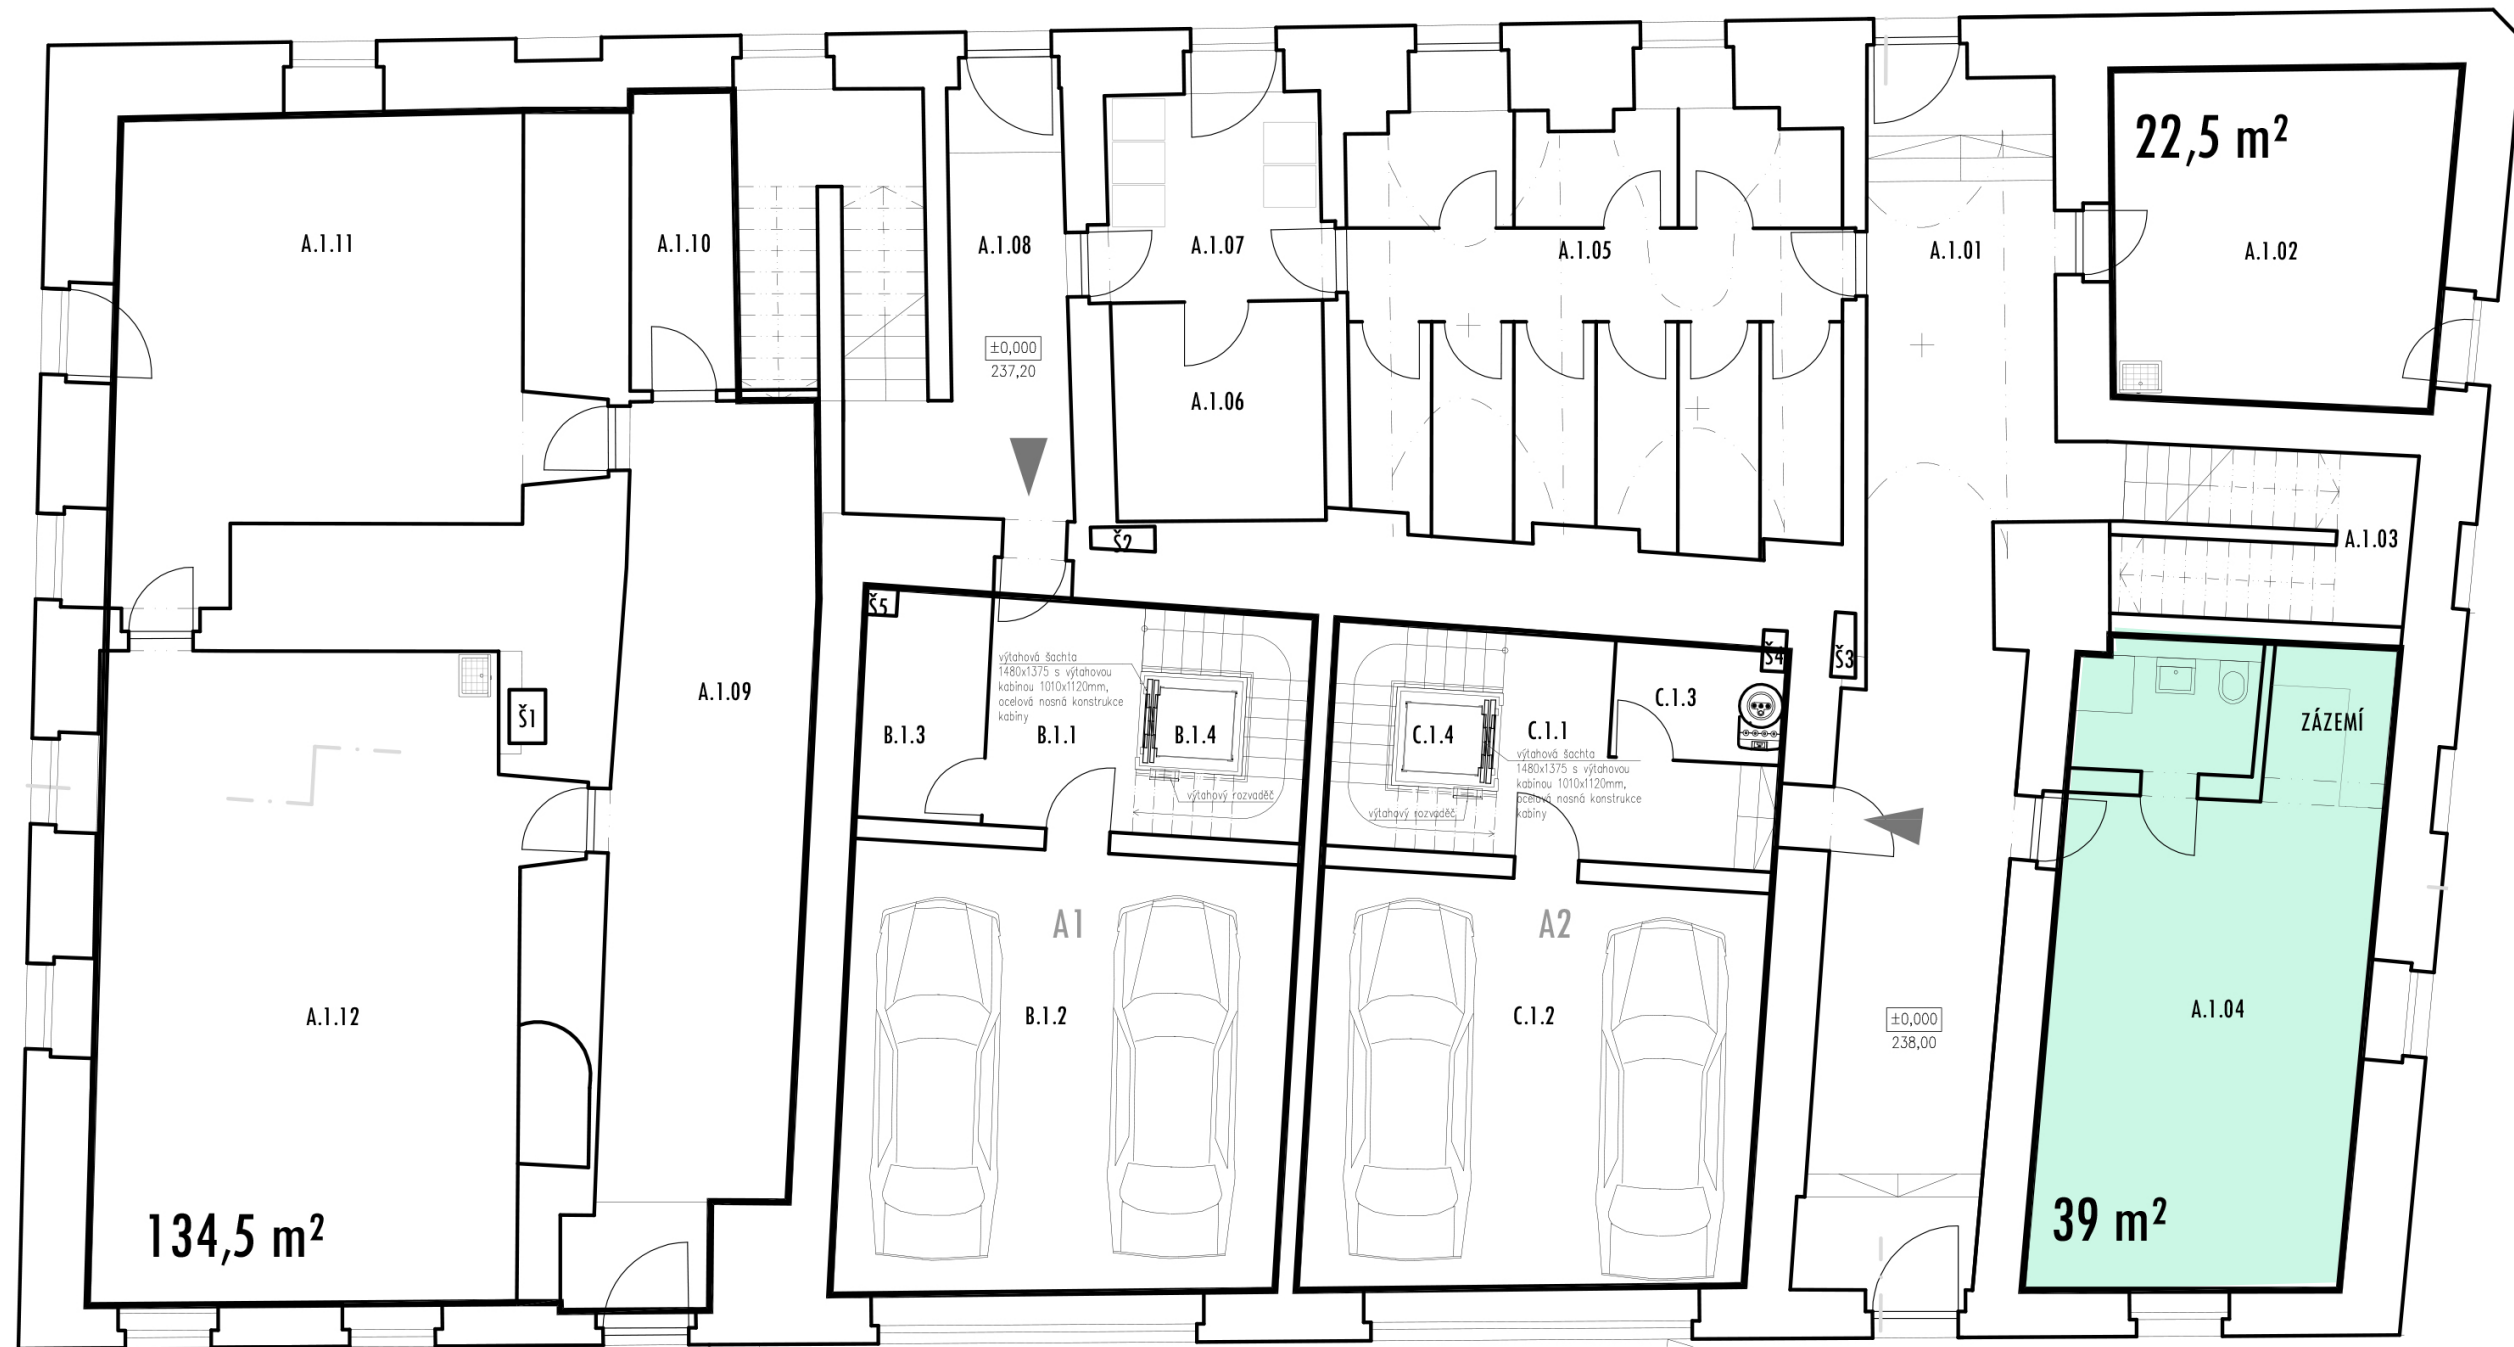 22,5 m²
A.1.11
A.1.10
A.1.08
A.1.07
A.1.05
A.1.01
A.1.02
±0,000
237,20
A.1.06
Š2
A.1.03
Š5
Š4
Š3
výtahová šachta
1480x1375 s výtahovou
kabinou 1010x1120mm,
ocelová nosná konstrukce
kabiny
A.1.09
Š1
B.1.3
B.1.1
B.1.4
C.1.4
C.1.1
C.1.3
ZÁZEMÍ
výtahová šachta
1480x1375 s výtahovou
kabinou 1010x1120mm,
ocelová nosná konstrukce
kabiny
výtahový rozvaděč
výtahový rozvaděč
A1
A2
A.1.12
B.1.2
C.1.2
±0,000
238,00
A.1.04
134,5 m²
39 m²